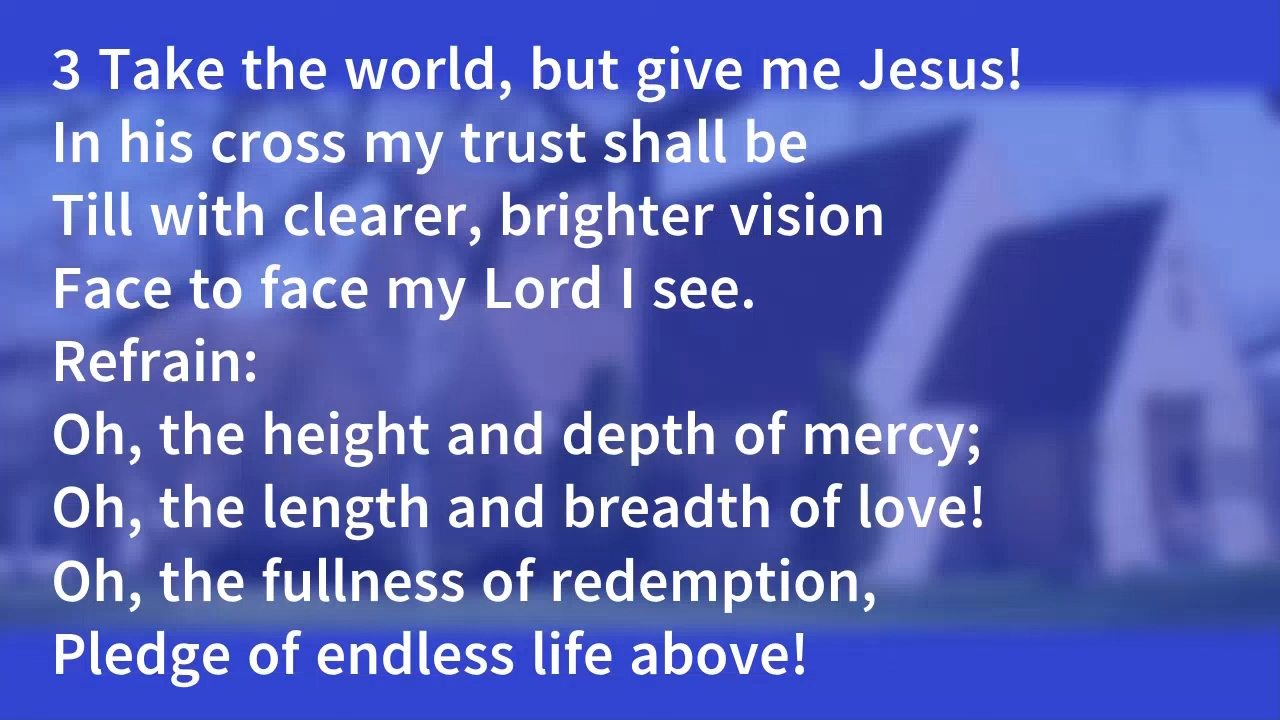 3 Take the world, but give me Jesus!
In his cross my trust shall be
Till with clearer, brighter vision
Face to face my Lord I see.
Refrain:
Oh, the height and depth of mercy;
Oh, the length and breadth of love!
Oh, the fullness of redemption,
Pledge of endless life above!